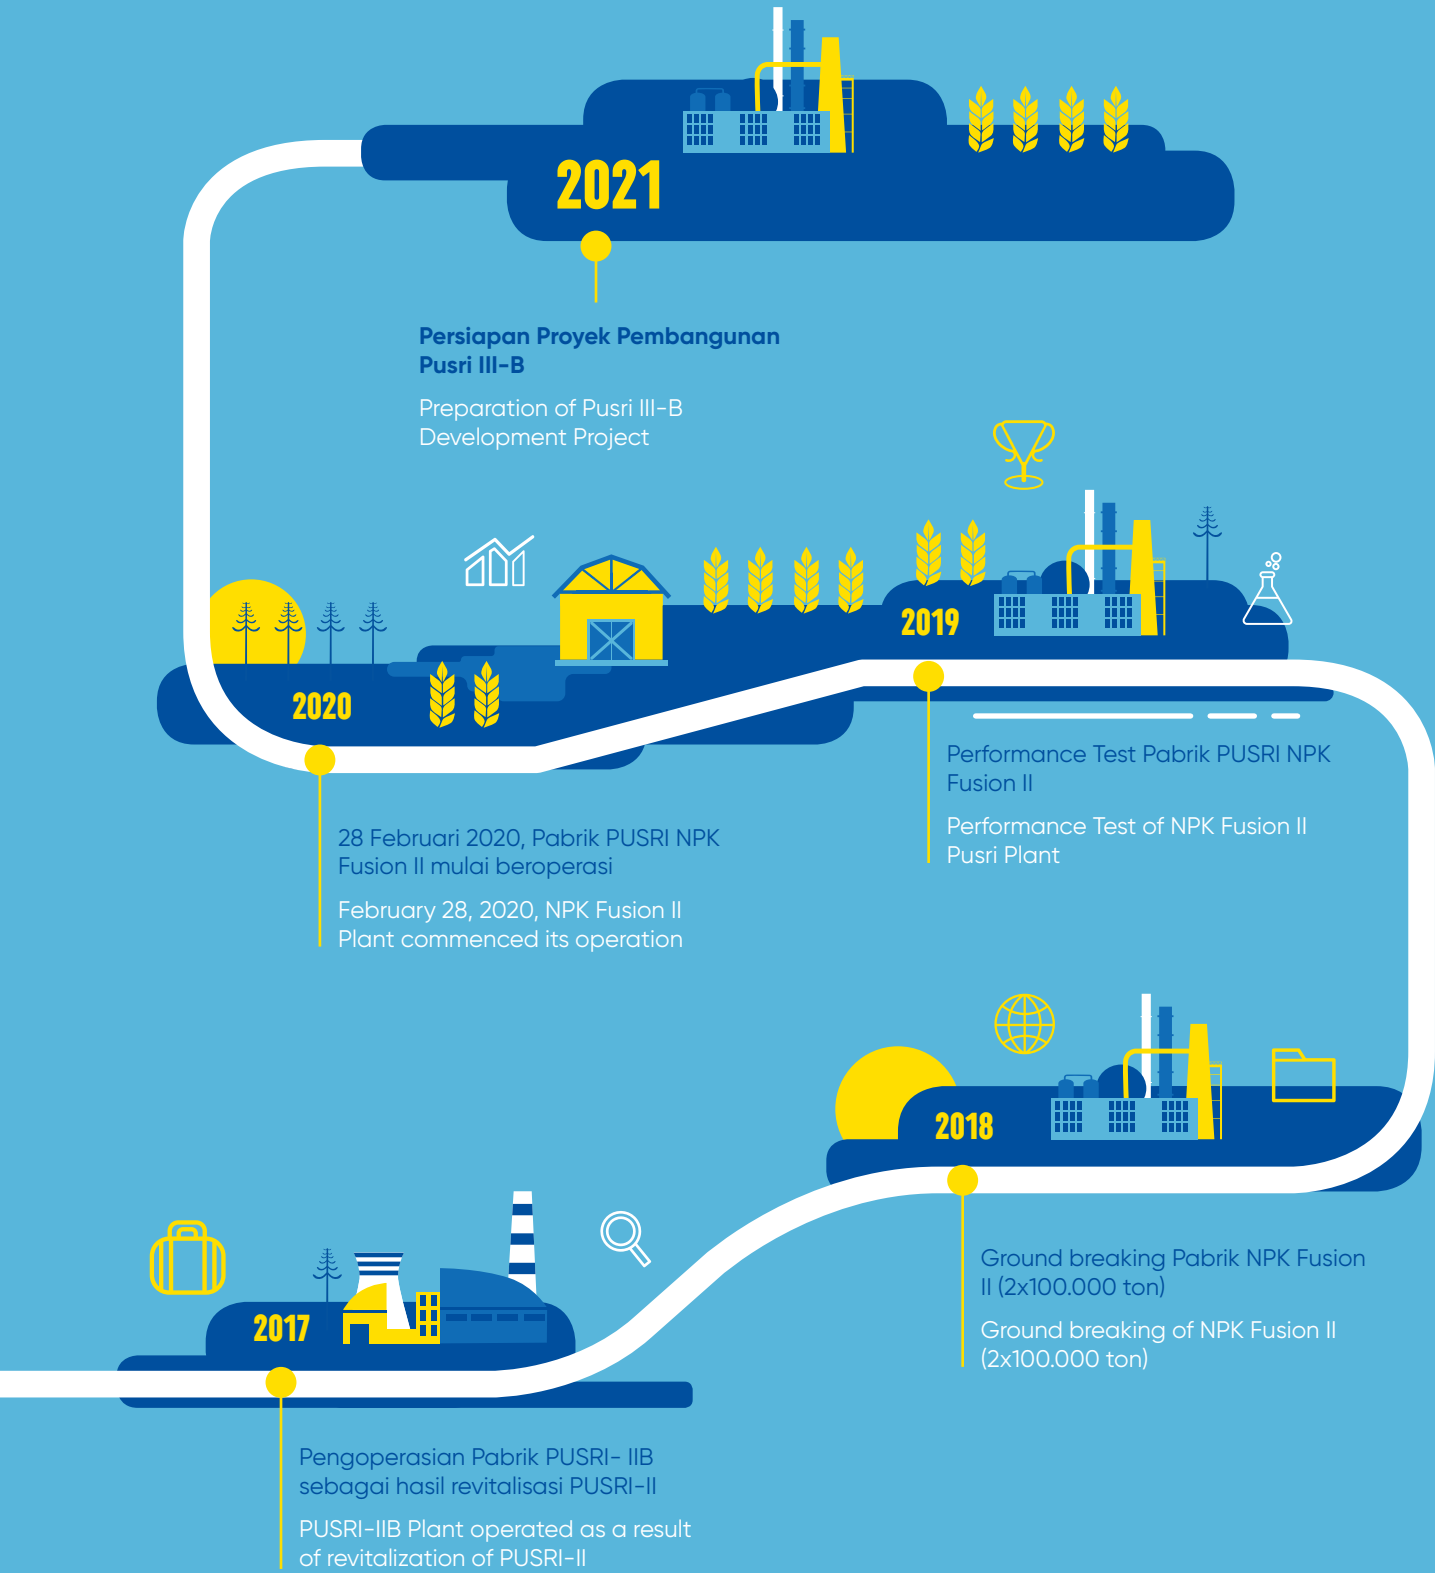 2021
Persiapan Proyek Pembangunan
Pusri III-B
Preparation of Pusri III-B
Development Project
2019
Performance Test Pabrik PUSRI NPK
Fusion II
Performance Test of NPK Fusion II
Pusri Plant
2020
28 Februari 2020, Pabrik PUSRI NPK
Fusion II mulai beroperasi
February 28, 2020, NPK Fusion II
Plant commenced its operation
2018
Ground breaking Pabrik NPK Fusion
II (2x100.000 ton)
Ground breaking of NPK Fusion II
(2x100.000 ton)
2017
Pengoperasian Pabrik PUSRI- IIB
sebagai hasil revitalisasi PUSRI-II
PUSRI-IIB Plant operated as a result
of revitalization of PUSRI-II